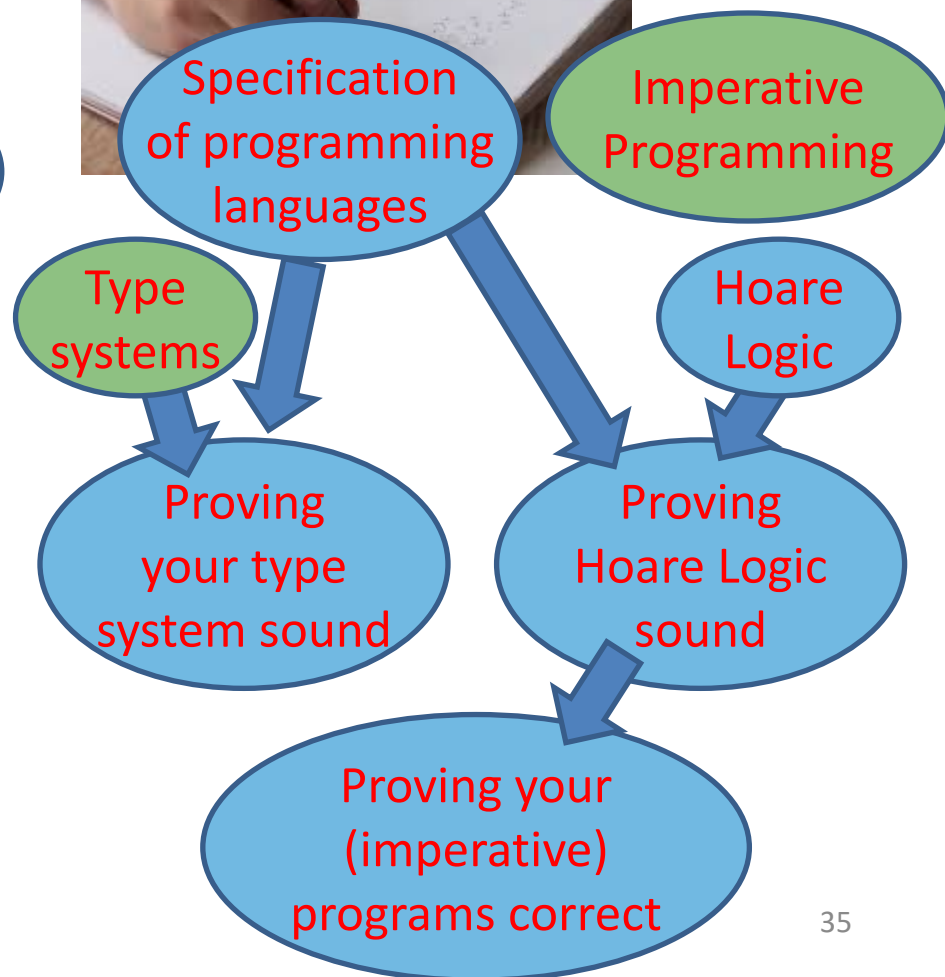 Specification
of programming
languages
Imperative
Programming
Type
systems
Hoare
Logic
Proving
your type
system sound
Proving
Hoare Logic
sound
Proving your
(imperative)
programs correct
35